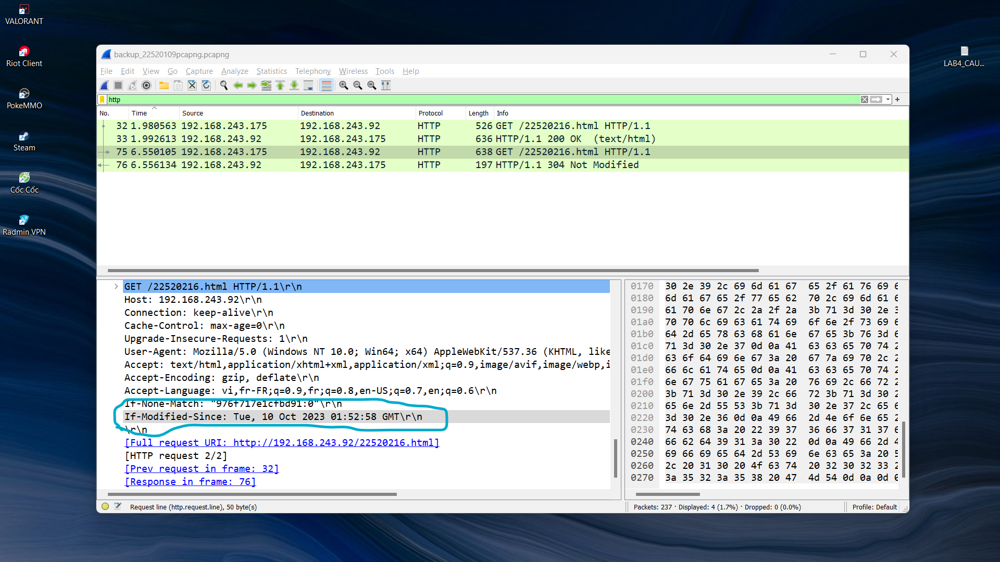 VALORANT
Riot Client
PokeMMO
Steam
Cốc Cốc
Radmin VPN
LAB4_CAU...
backup_22520109pcapng.pcapng
File Edit View Go Capture Analyze Statistics Telephony Wireless Tools Help
http
No. Time Source Destination Protocol Length Info
32 1.980563 192.168.243.175 192.168.243.92 HTTP 526 GET /22520216.html HTTP/1.1
33 1.992613 192.168.243.92 192.168.243.175 HTTP 636 HTTP/1.1 200 OK (text/html)
75 6.550105 192.168.243.175 192.168.243.92 HTTP 638 GET /22520216.html HTTP/1.1
76 6.556134 192.168.243.92 192.168.243.175 HTTP 197 HTTP/1.1 304 Not Modified
GET /22520216.html HTTP/1.1\r\n
Host: 192.168.243.92\r\n
Connection: keep-alive\r\n
Cache-Control: max-age=0\r\n
Upgrade-Insecure-Requests: 1\r\n
User-Agent: Mozilla/5.0 (Windows NT 10.0; Win64; x64) AppleWebKit/537.36 (KHTML, like
Accept: text/html,application/xhtml+xml,application/xml;q=0.9,image/avif,image/webp,i
Accept-Encoding: gzip, deflate\r\n
Accept-Language: vi,fr-FR;q=0.9,fr;q=0.8,en-US;q=0.7,en;q=0.6\r\n
If-None-Match: "976f717e1cfbd91:0"\r\n
If-Modified-Since: Tue, 10 Oct 2023 01:52:58 GMT\r\n
\r\n
[Full request URI: http://192.168.243.92/22520216.html]
[HTTP request 2/2]
[Prev request in frame: 32]
[Response in frame: 76]
0170 30 2e 39 2c 69 6d 61 67 65 2f 61 76 69 6
0180 6d 61 67 65 2f 77 65 62 70 2c 69 6d 61 6
0190 61 70 6e 67 2c 2a 2f 2a 3b 71 3d 30 2e 3
01a0 70 70 6c 69 63 61 74 69 6f 6e 2f 73 69 6
01b0 64 2d 65 78 63 68 61 6e 67 65 3b 76 3d 6
01c0 71 3d 30 2e 37 0d 0a 41 63 63 65 70 74 2
01d0 63 6f 64 69 6e 67 3a 20 67 7a 69 70 2c 2
01e0 66 6c 61 74 65 0d 0a 41 63 63 65 70 74 2
01f0 6e 67 75 61 67 65 3a 20 76 69 2c 66 72 2
0200 3b 71 3d 30 2e 39 2c 66 72 3b 71 3d 30 2
0210 65 6e 2d 55 53 3b 71 3d 30 2e 37 2c 65 6
0220 3d 30 2e 36 0d 0a 49 66 2d 4e 6f 6e 65 2
0230 74 63 68 3a 20 22 39 37 36 66 37 31 37 6
0240 66 62 64 39 31 3a 30 22 0d 0a 49 66 2d 4
0250 69 66 69 65 64 2d 53 69 6e 63 65 3a 20 5
0260 2c 20 31 30 20 4f 63 74 20 32 30 32 33 2
0270 3a 35 32 3a 35 38 20 47 4d 54 0d 0a 0d 0
Request line (http.request.line), 50 byte(s)
Packets: 237 · Displayed: 4 (1.7%) · Dropped: 0 (0.0%)
Profile: Default